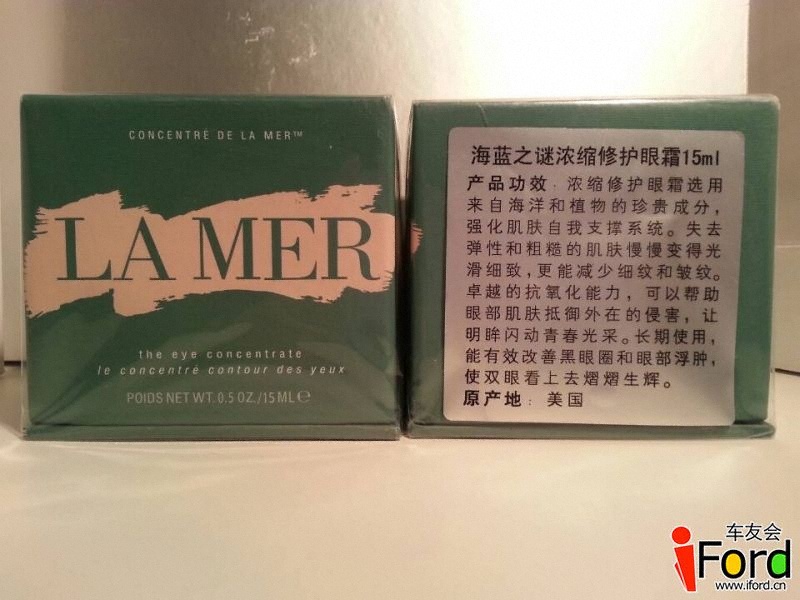 CONCENTRÉ DE LA MER™
LA MER
the eye concentrate
le concentré contour des yeux
POIDS NET WT. 0.5 OZ./15 ML ℮
海蓝之谜浓缩修护眼霜15ml
产品功效：浓缩修护眼霜选用
来自海洋和植物的珍贵成分，
强化肌肤自我支撑系统。失去
弹性和粗糙的肌肤慢慢变得光
滑细致，更能减少细纹和皱纹。
卓越的抗氧化能力，可以帮助
眼部肌肤抵御外在的侵害，让
明眸闪动青春光采。长期使用，
能有效改善黑眼圈和眼部浮肿，
使双眼看上去熠熠生辉。
原产地：美国
车友会
iFord
www.iford.cn